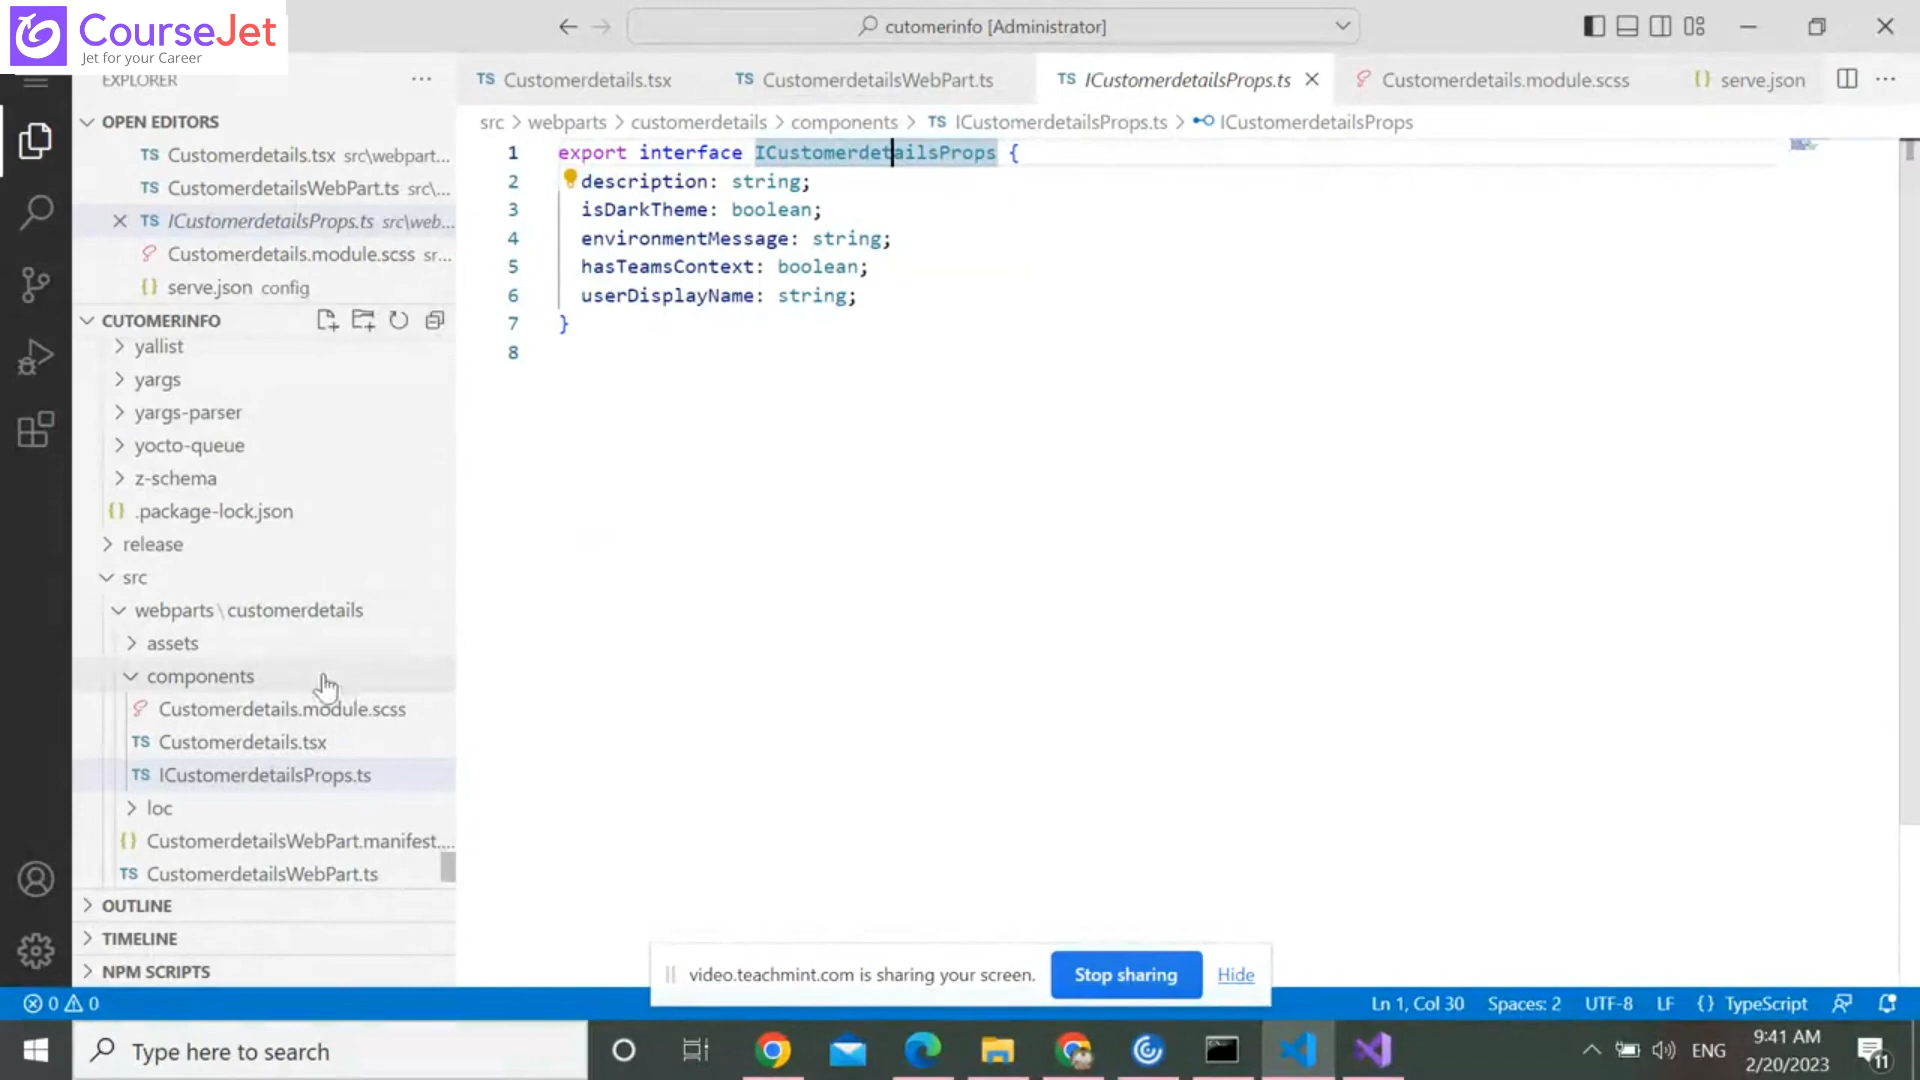 CourseJet
Jet for your Career
cutomerinfo [Administrator]
EXPLORER
TS Customerdetails.tsx
TS CustomerdetailsWebPart.ts
TS ICustomerdetailsProps.ts
Customerdetails.module.scss
{} serve.json
src > webparts > customerdetails > components > TS ICustomerdetailsProps.ts > ICustomerdetailsProps
OPEN EDITORS
TS Customerdetails.tsx src\webpart...
TS CustomerdetailsWebPart.ts src\...
TS ICustomerdetailsProps.ts src\web...
Customerdetails.module.scss sr...
{} serve.json config
CUTOMERINFO
yallist
yargs
yargs-parser
yocto-queue
z-schema
{} .package-lock.json
release
src
webparts\customerdetails
assets
components
Customerdetails.module.scss
TS Customerdetails.tsx
TS ICustomerdetailsProps.ts
loc
{} CustomerdetailsWebPart.manifest....
TS CustomerdetailsWebPart.ts
OUTLINE
TIMELINE
NPM SCRIPTS
1 export interface ICustomerdetailsProps {
2 description: string;
3 isDarkTheme: boolean;
4 environmentMessage: string;
5 hasTeamsContext: boolean;
6 userDisplayName: string;
7 }
8
video.teachmint.com is sharing your screen.
Stop sharing
Hide
0 0
Ln 1, Col 30
Spaces: 2
UTF-8
LF
{} TypeScript
Type here to search
ENG
9:41 AM
2/20/2023
11